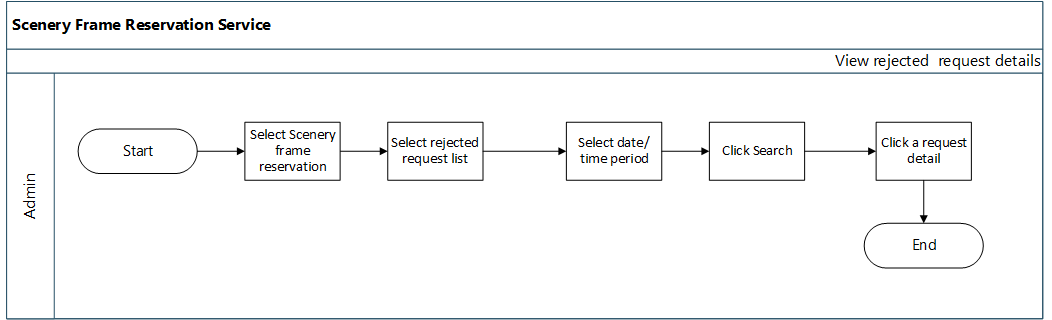 Scenery Frame Reservation Service
View rejected  request details
Admin
Start
Select Scenery
frame
reservation
Select rejected
request list
Select date/
time period
Click Search
Click a request
detail
End